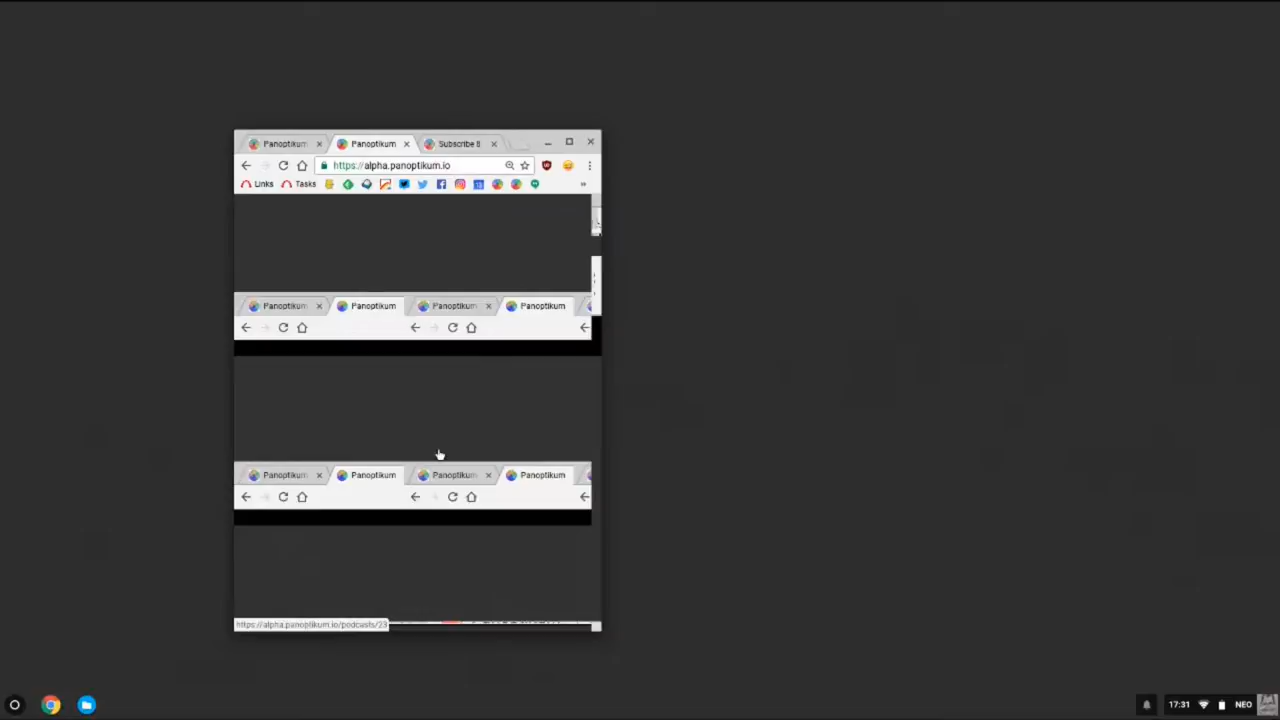 Panoptikum Panoptikum Subscribe
https://alpha.panoptikum.io
Links Tasks
Panoptikum Panoptikum Panoptikum Panoptikum
Panoptikum Panoptikum Panoptikum Panoptikum
https://alpha.panoptikum.io/podcasts/23
17:31 NEO